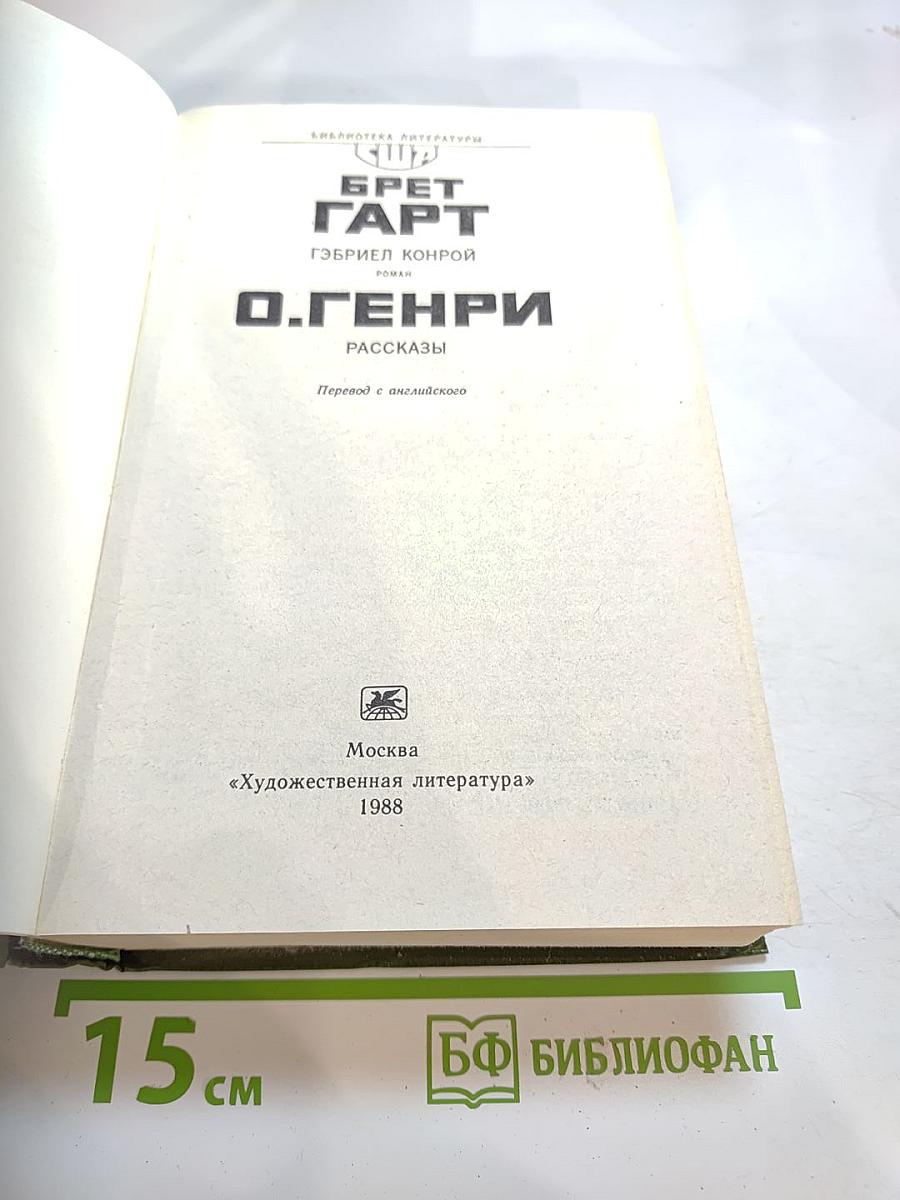 БИБЛИОТЕКА ЛИТЕРАТУРЫ
США
БРЕТ
ГАРТ
ГЭБРИЕЛ КОНРОЙ
РОМАН
О.ГЕНРИ
РАССКАЗЫ
Перевод с английского
Москва
«Художественная литература»
1988
15 см
БФ БИБЛИОФАН